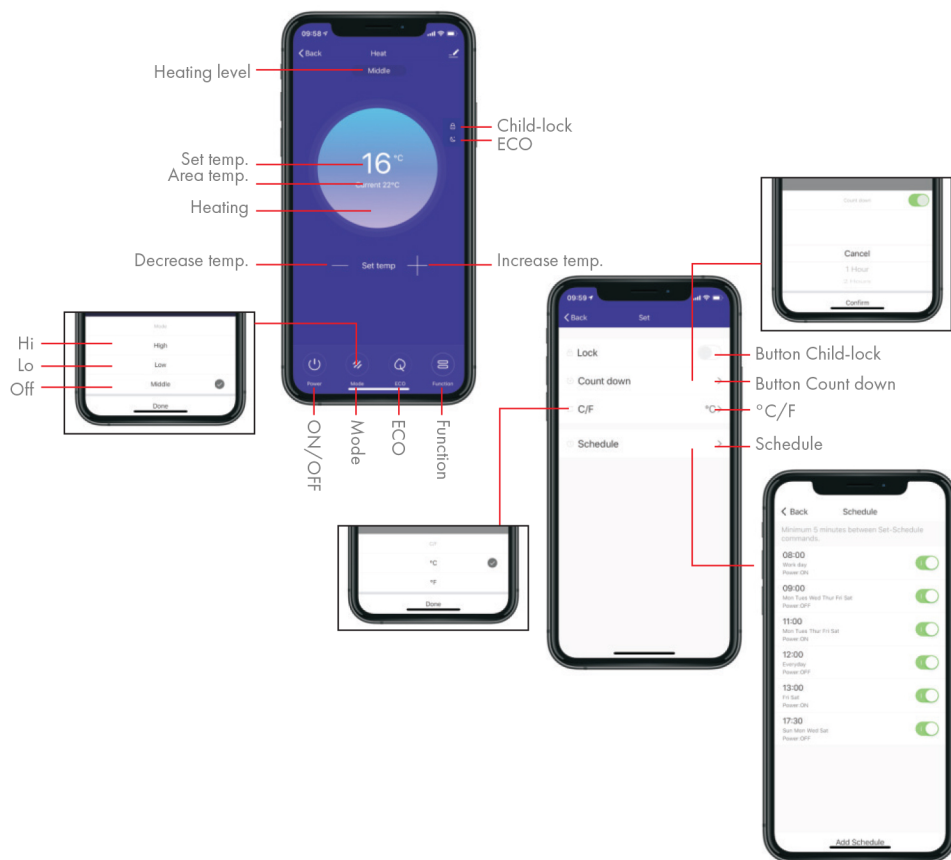 09:58
Back
Heat
Middle
Heating level
Child-lock
ECO
16 °C
Current 22°C
Set temp.
Area temp.
Heating
Decrease temp.
Set temp
Increase temp.
Mode
High
Low
Middle
Done
Hi
Lo
Off
Power
Mode
ECO
Function
ON/OFF
Mode
ECO
Function
Count down
Cancel
1 Hour
Confirm
09:59
Back
Set
Lock
Count down
C/F
°C
Schedule
Button Child-lock
Button Count down
°C/F
Schedule
C/F
°C
°F
Done
Back
Schedule
Minimum 5 minutes between Set-Schedule
commands.
08:00
Work day
Power ON
09:00
Mon Tues Wed Thur Fri Sat
Power OFF
11:00
Mon Tues Thur Fri Sat
Power ON
12:00
Everyday
Power OFF
13:00
Fri Sat
Power ON
17:30
Sun Mon Wed Sat
Power OFF
Add Schedule